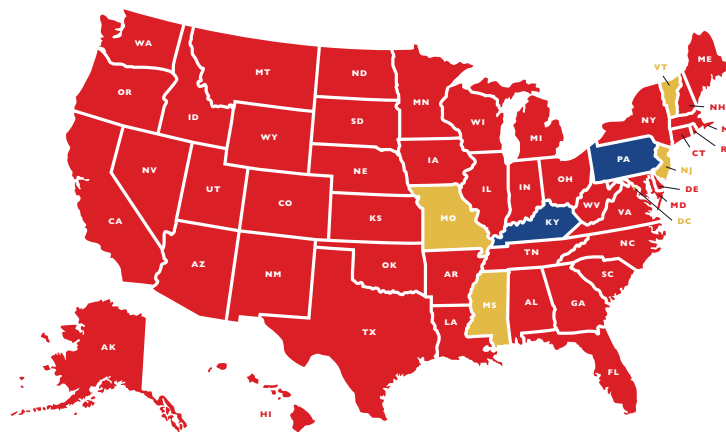 WA
MT
ND
MN
OR
ID
WY
SD
WI
MI
NY
VT
ME
NH
CT
NV
UT
CO
NE
IA
IL
IN
OH
PA
NJ
DE
MD
DC
CA
AZ
NM
KS
MO
KY
WV
VA
OK
AR
TN
NC
SC
TX
LA
MS
AL
GA
FL
AK
HI